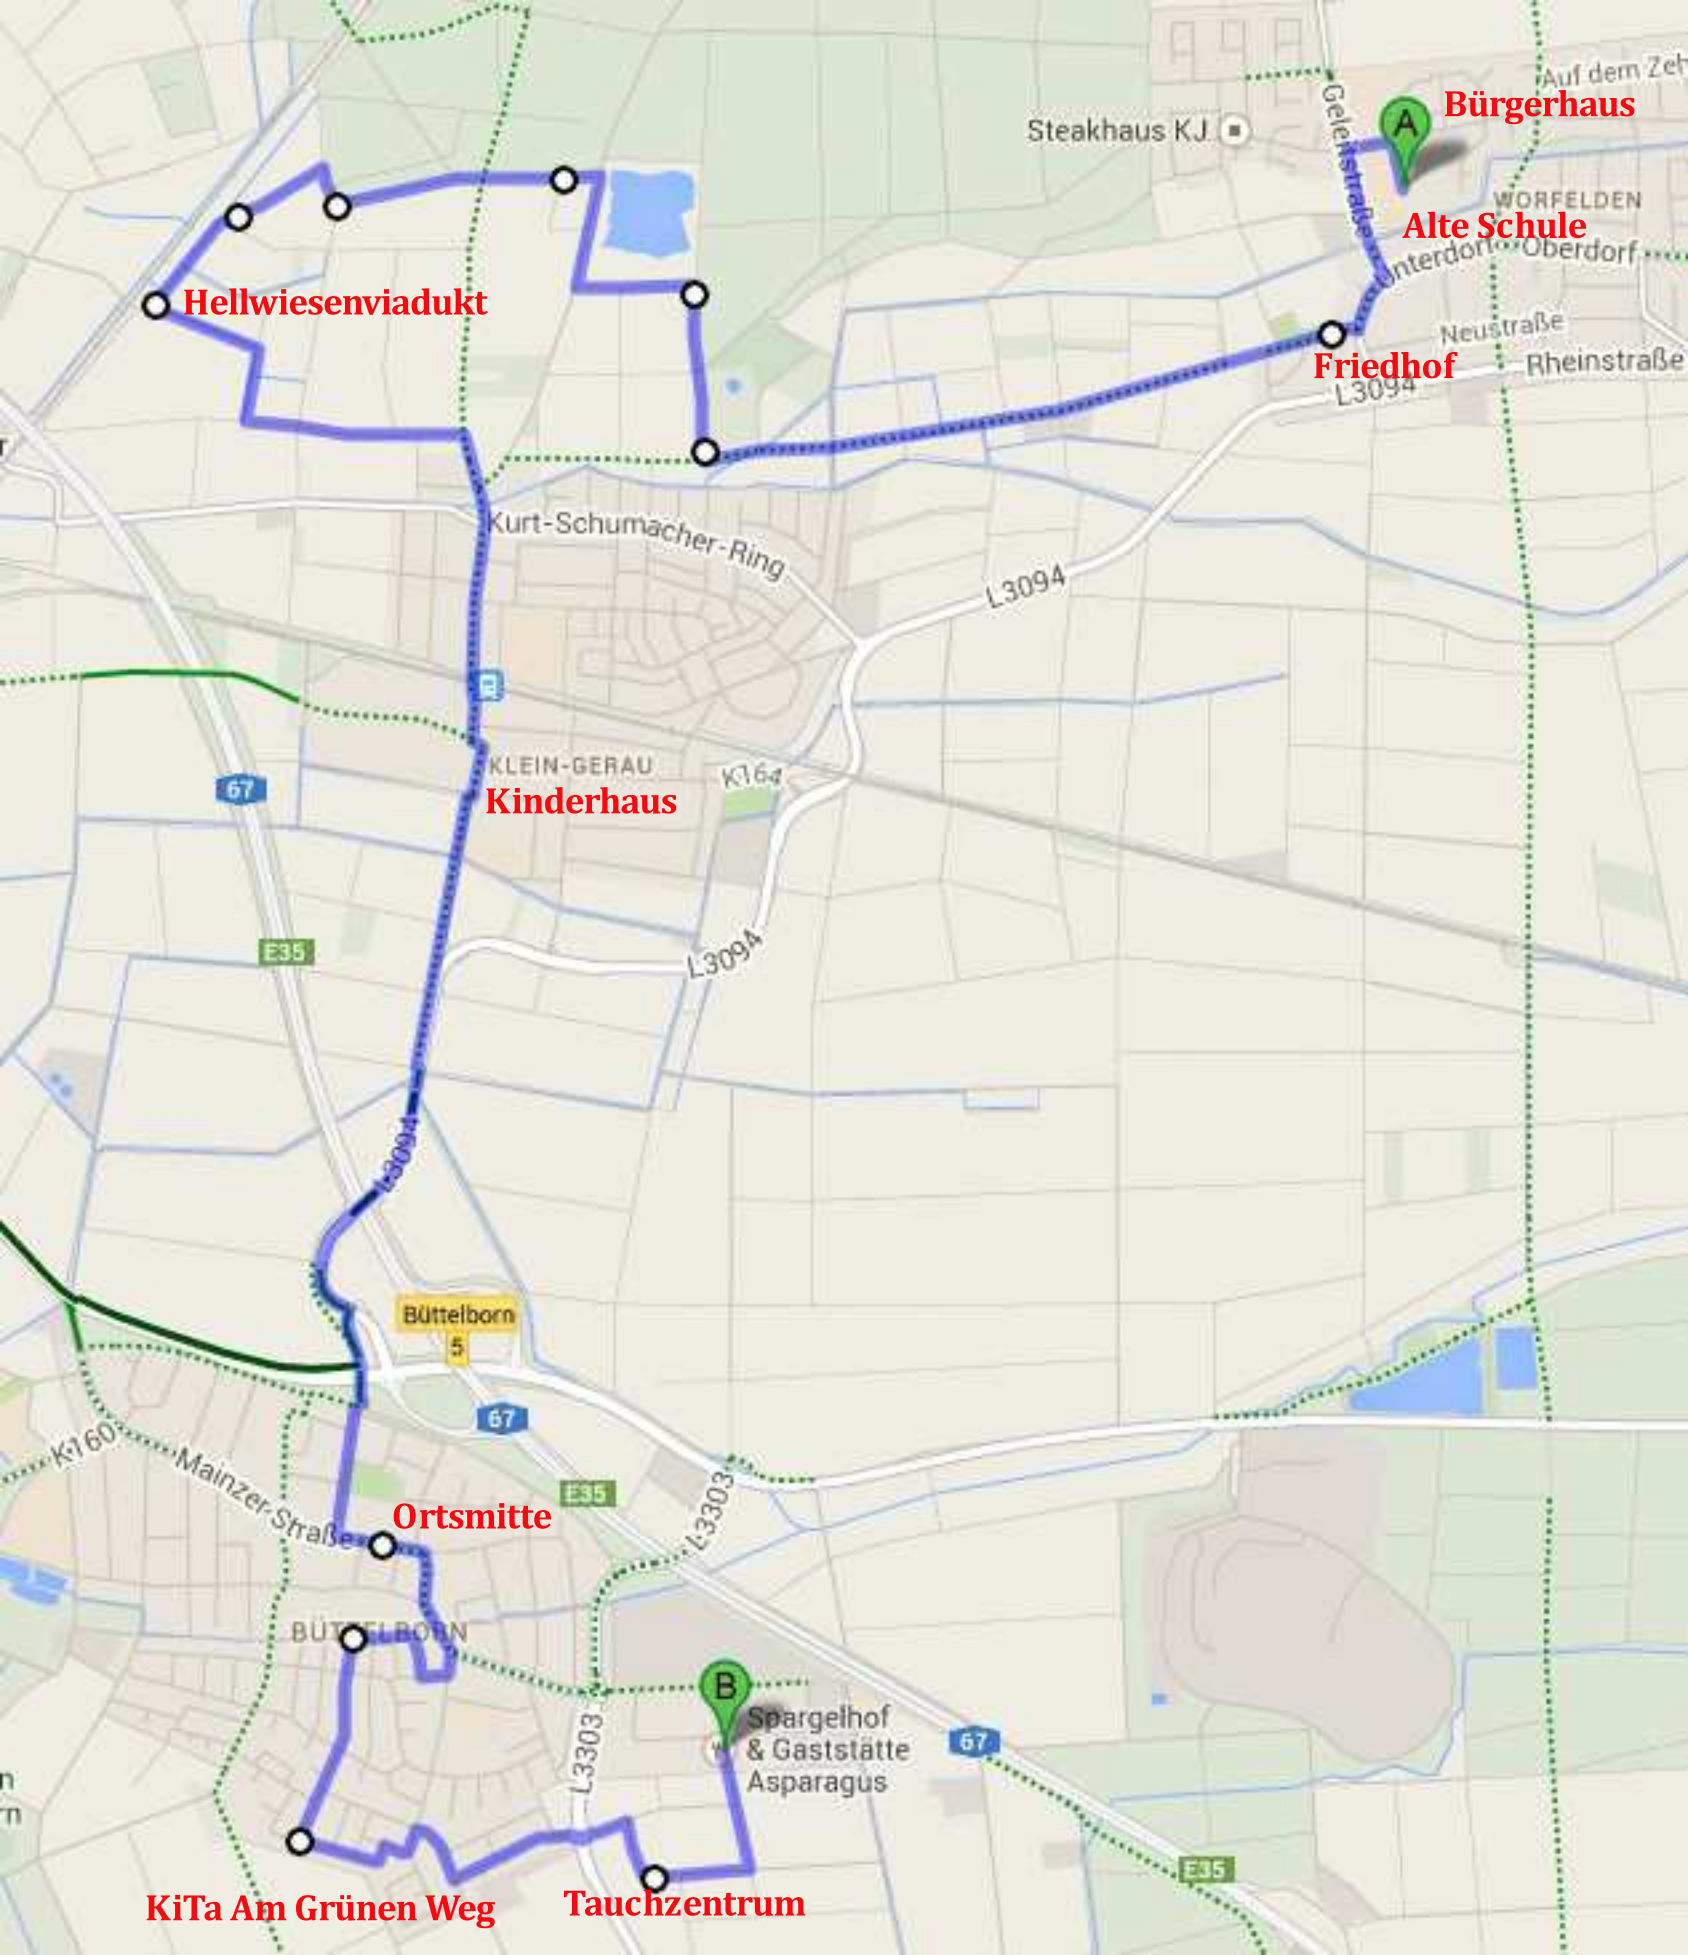 Auf dem Zeh
Bürgerhaus
A
Steakhaus KJ
Geleitstraße
WORFELDEN
Alte Schule
Unterdorf
Oberdorf
Hellwiesenviadukt
Neustraße
Friedhof
Rheinstraße
L3094
r
Kurt-Schumacher-Ring
L3094
KLEIN-GERAU
K164
67
Kinderhaus
E35
L3094
L3094
Büttelborn
5
67
K160
Mainzer-Straße
E35
L3303
Ortsmitte
BÜTTELBORN
B
Spargelhof
& Gaststätte
Asparagus
67
L3303
n
rn
E35
KiTa Am Grünen Weg
Tauchzentrum